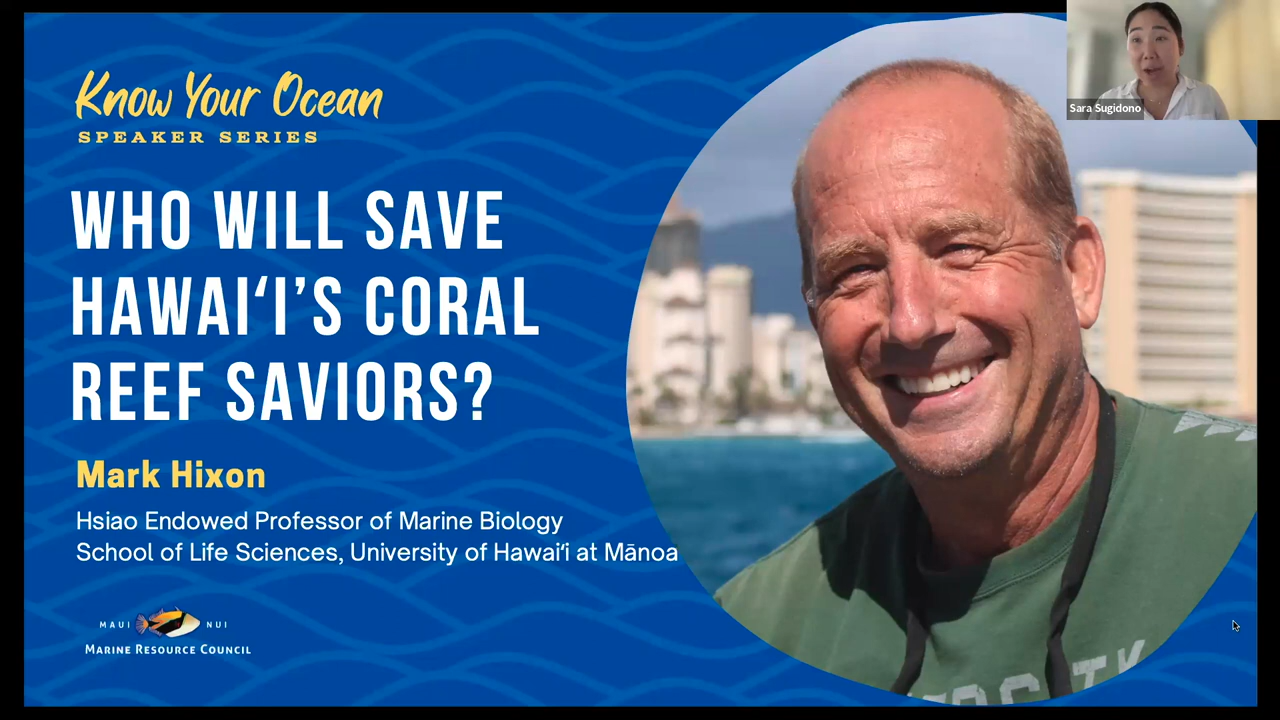 Know Your Ocean
SPEAKER SERIES
WHO WILL SAVE
HAWAIʻI’S CORAL
REEF SAVIORS?
Mark Hixon
Hsiao Endowed Professor of Marine Biology
School of Life Sciences, University of Hawaiʻi at Mānoa
MAUI NUI
MARINE RESOURCE COUNCIL
Sara Sugidono